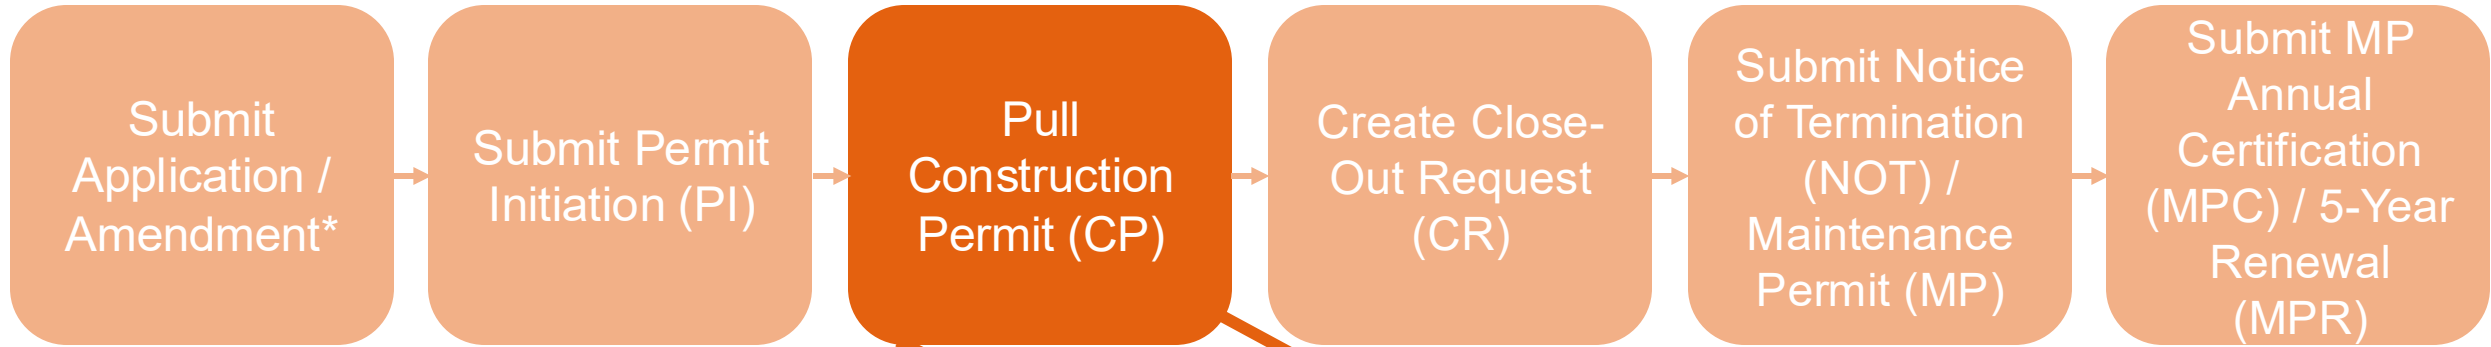 Submit
Application /
Amendment*
Submit Permit
Initiation (PI)
Pull
Construction
Permit (CP)
Create Close-
Out Request
(CR)
Submit Notice
of Termination
(NOT) /
Maintenance
Permit (MP)
Submit MP
Annual
Certification
(MPC) / 5-Year
Renewal
(MPR)